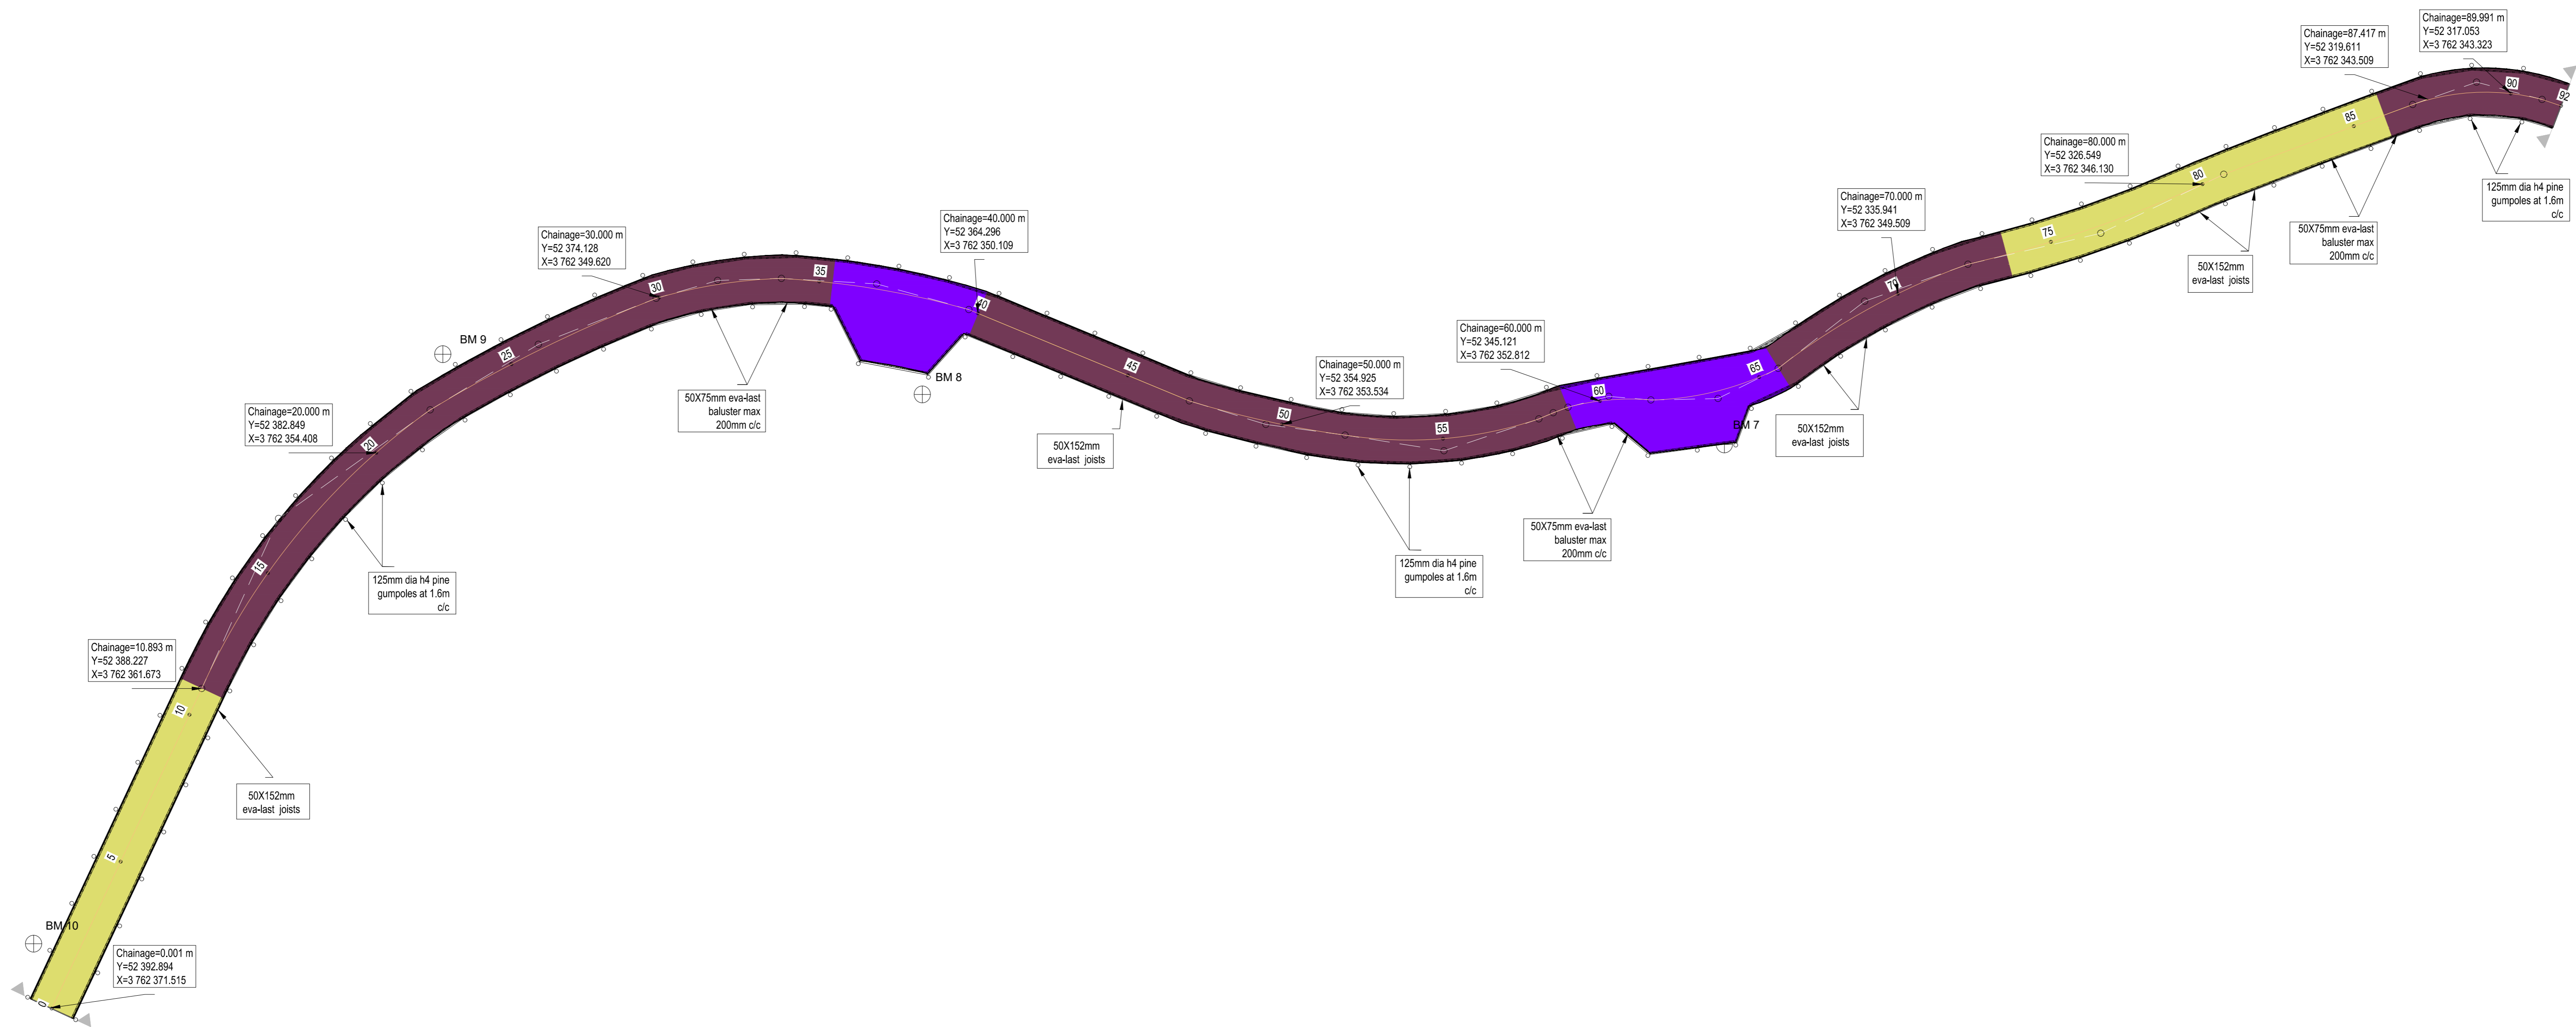 Chainage=89.991 m
Y=52 317.053
X=3 762 343.323
Chainage=87.417 m
Y=52 319.611
X=3 762 343.509
90
92
85
Chainage=80.000 m
Y=52 326.549
X=3 762 346.130
80
125mm dia h4 pine
gumpoles at 1.6m
c/c
50X75mm eva-last
baluster max
200mm c/c
50X152mm
eva-last joists
75
Chainage=70.000 m
Y=52 335.941
X=3 762 349.509
70
Chainage=40.000 m
Y=52 364.296
X=3 762 350.109
40
Chainage=30.000 m
Y=52 374.128
X=3 762 349.620
30
35
BM 9
25
BM 8
45
Chainage=60.000 m
Y=52 345.121
X=3 762 352.812
60
65
Chainage=50.000 m
Y=52 354.925
X=3 762 353.534
50
55
50X75mm eva-last
baluster max
200mm c/c
Chainage=20.000 m
Y=52 382.849
X=3 762 354.408
20
50X152mm
eva-last joists
BM 7
50X152mm
eva-last joists
50X75mm eva-last
baluster max
200mm c/c
125mm dia h4 pine
gumpoles at 1.6m
c/c
15
125mm dia h4 pine
gumpoles at 1.6m
c/c
Chainage=10.893 m
Y=52 388.227
X=3 762 361.673
10
50X152mm
eva-last joists
5
BM 10
Chainage=0.001 m
Y=52 392.894
X=3 762 371.515
0